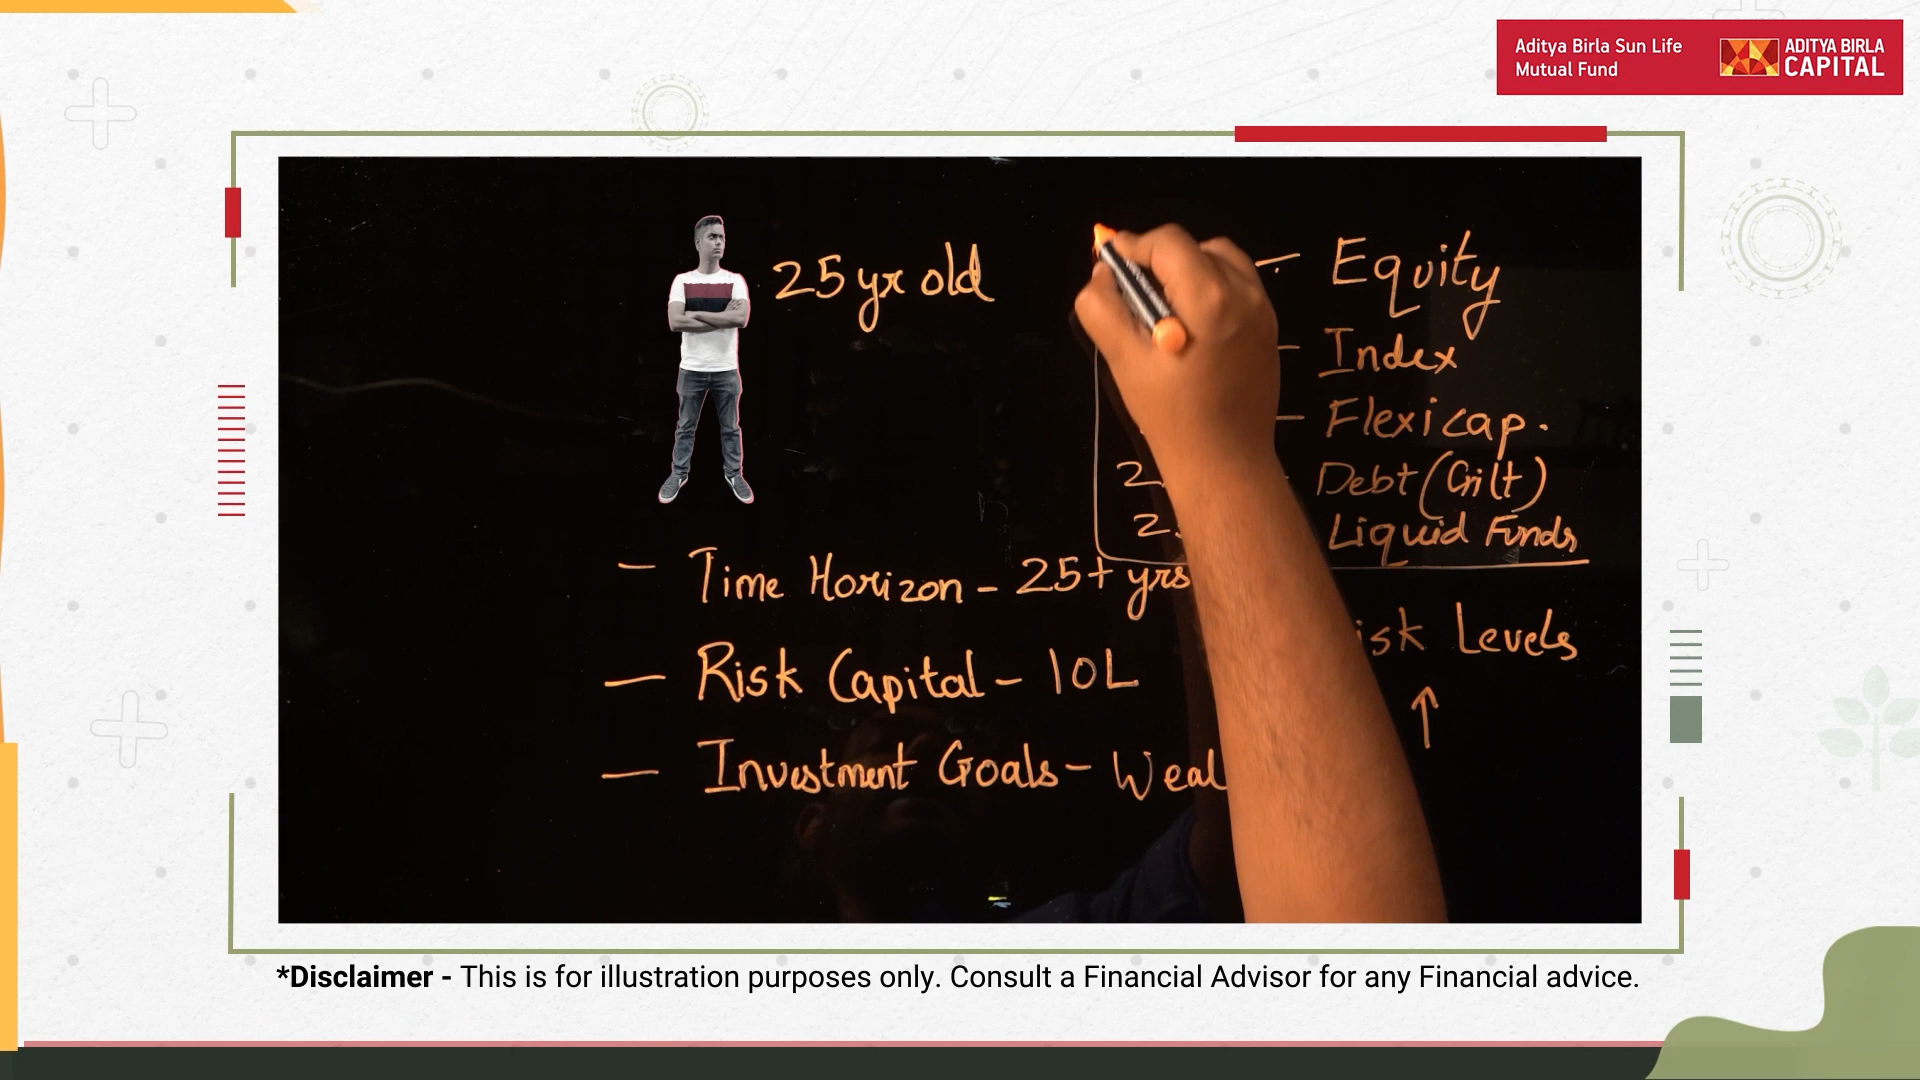 Aditya Birla Sun Life
Mutual Fund
ADITYA BIRLA
CAPITAL
25 yr old
- Equity
- Index
- Flexicap.
2 Debt (Gilt)
2. Liquid Funds
- Time Horizon - 25+ yrs
- Risk Capital - 10L
- Investment Goals -
Levels
↑
*Disclaimer - This is for illustration purposes only. Consult a Financial Advisor for any Financial advice.